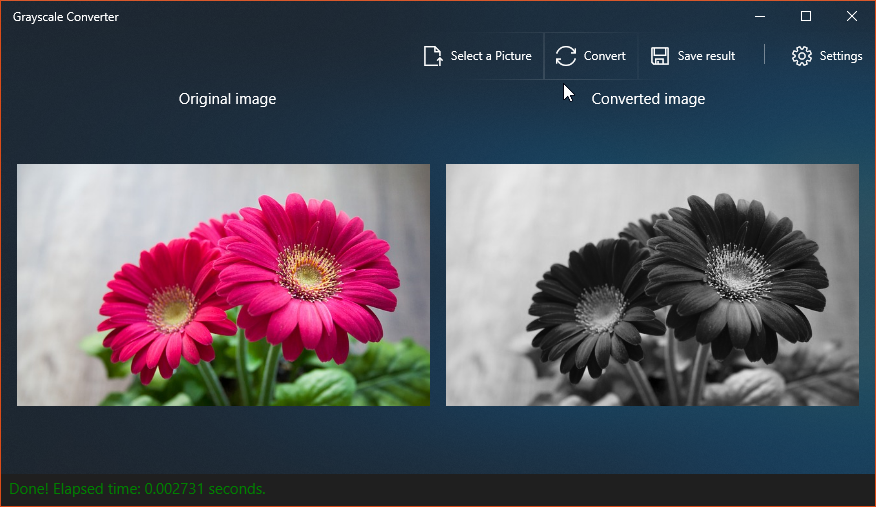 Grayscale Converter
Select a Picture Convert Save result Settings
Original image Converted image
Done! Elapsed time: 0.002731 seconds.